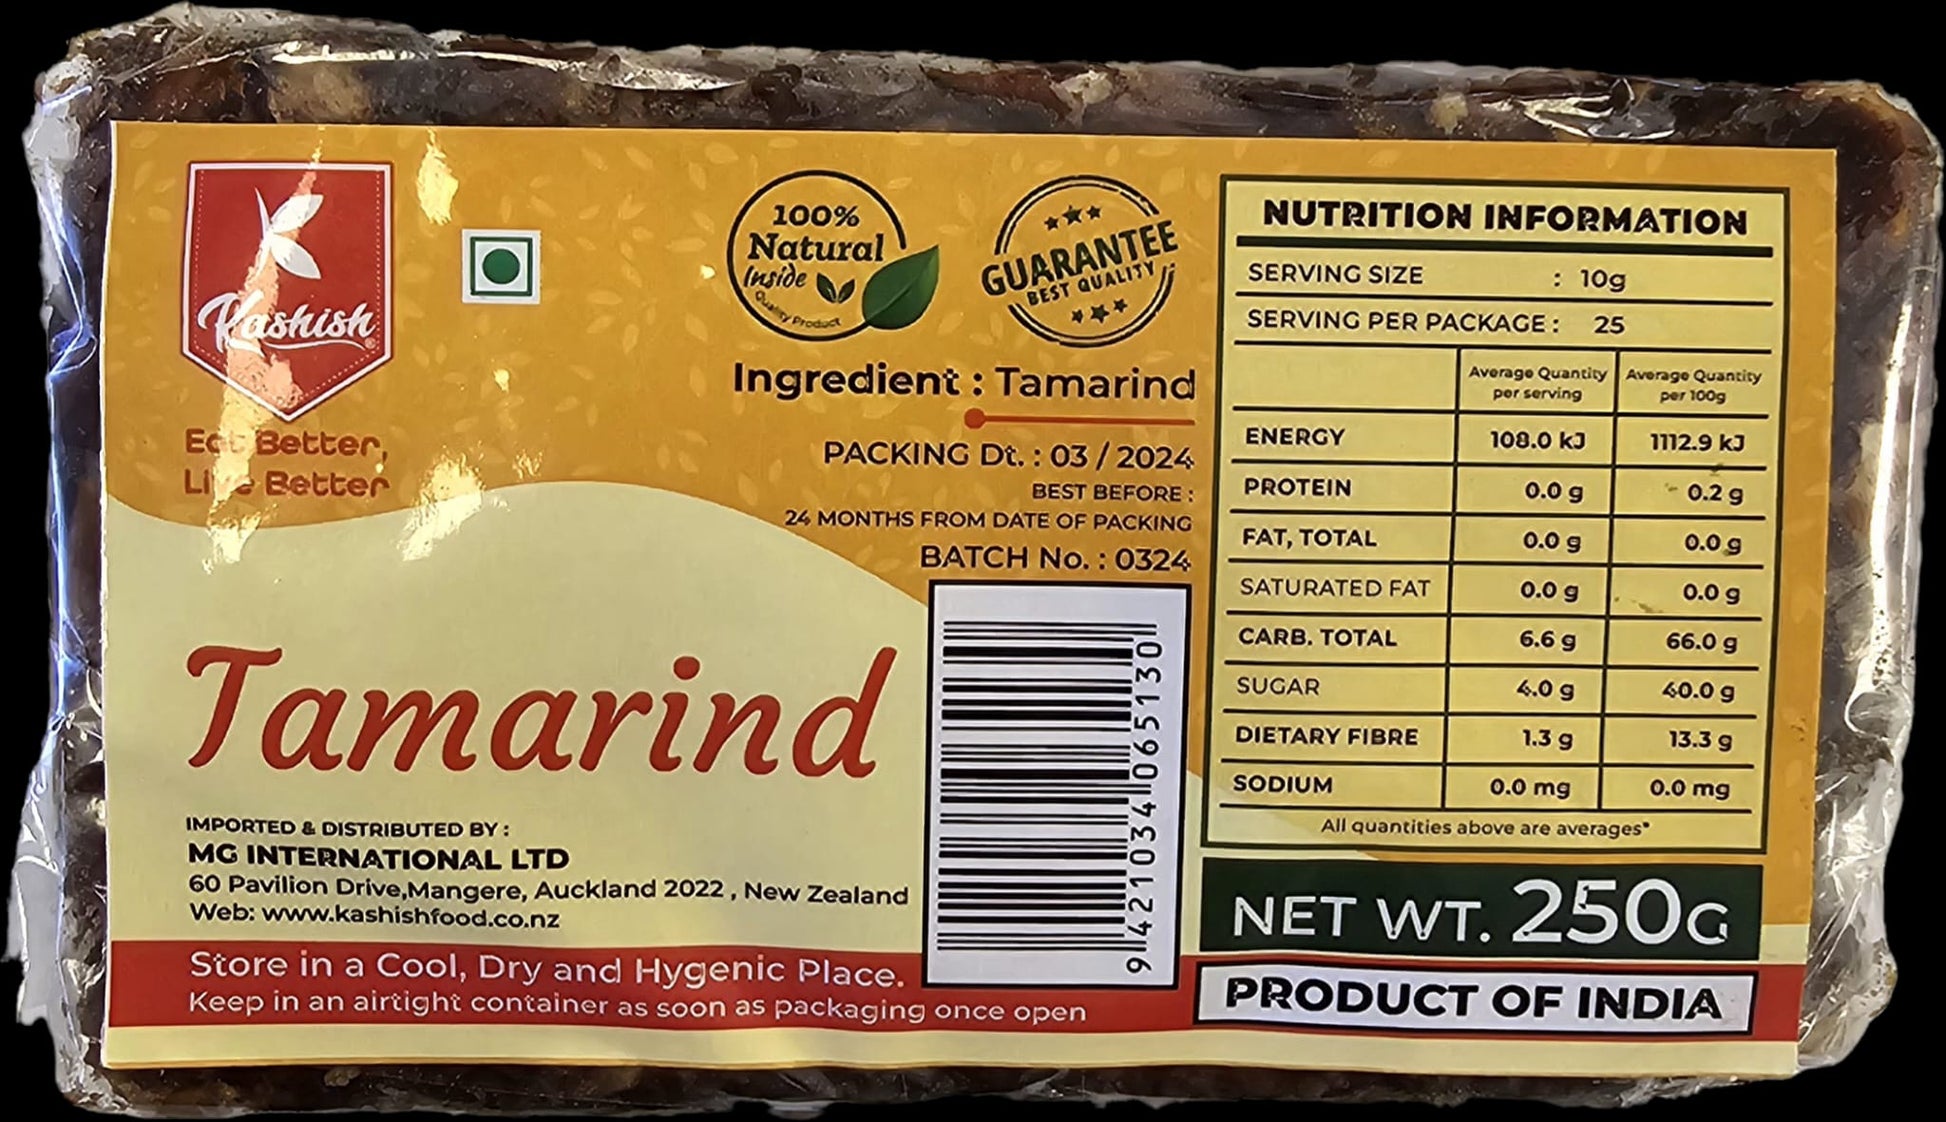 Kashish
Eat Better,
Live Better
100%
Natural
Inside
Quality Product
GUARANTEE
BEST QUALITY
Ingredient : Tamarind
PACKING Dt. : 03 / 2024
BEST BEFORE :
24 MONTHS FROM DATE OF PACKING
BATCH No. : 0324
Tamarind
IMPORTED & DISTRIBUTED BY :
MG INTERNATIONAL LTD
60 Pavilion Drive,Mangere, Auckland 2022 , New Zealand
Web: www.kashishfood.co.nz
Store in a Cool, Dry and Hygenic Place.
Keep in an airtight container as soon as packaging once open
9 421034 065130
NUTRITION INFORMATION
SERVING SIZE : 10g
SERVING PER PACKAGE : 25
Average Quantity per serving Average Quantity per 100g
ENERGY 108.0 kJ 1112.9 kJ
PROTEIN 0.0 g 0.2 g
FAT, TOTAL 0.0 g 0.0 g
SATURATED FAT 0.0 g 0.0 g
CARB. TOTAL 6.6 g 66.0 g
SUGAR 4.0 g 40.0 g
DIETARY FIBRE 1.3 g 13.3 g
SODIUM 0.0 mg 0.0 mg
All quantities above are averages*
NET WT. 250G
PRODUCT OF INDIA